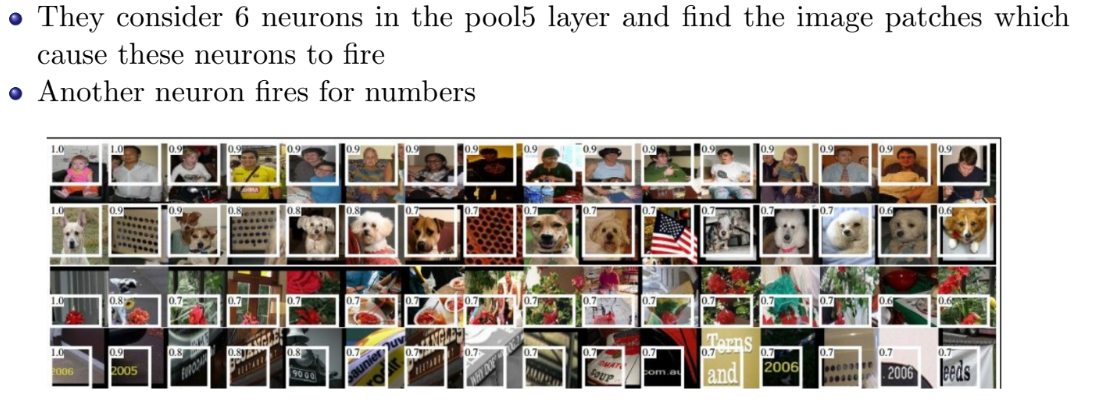 They consider 6 neurons in the pool5 layer and find the image patches which
cause these neurons to fire
Another neuron fires for numbers
1.0 1.0 0.9 0.9 0.9 0.9 0.9 0.9 0.9 0.9 0.9 0.9 0.9 0.9 0.9 0.9
1.0 0.9 0.9 0.8 0.8 0.8 0.7 0.7 0.7 0.7 0.7 0.7 0.7 0.7 0.6 0.6
1.0 0.8 0.7 0.7 0.7 0.7 0.7 0.7 0.7 0.7 0.7 0.7 0.7 0.7 0.6 0.6
1.0 0.9 0.8 0.8 0.8 0.7 0.7 0.7 0.7 0.7 0.7 0.7 0.7 0.7 0.7 0.7
Terns
2006 2005 com.au and 2006 2006 eeds
SOUP